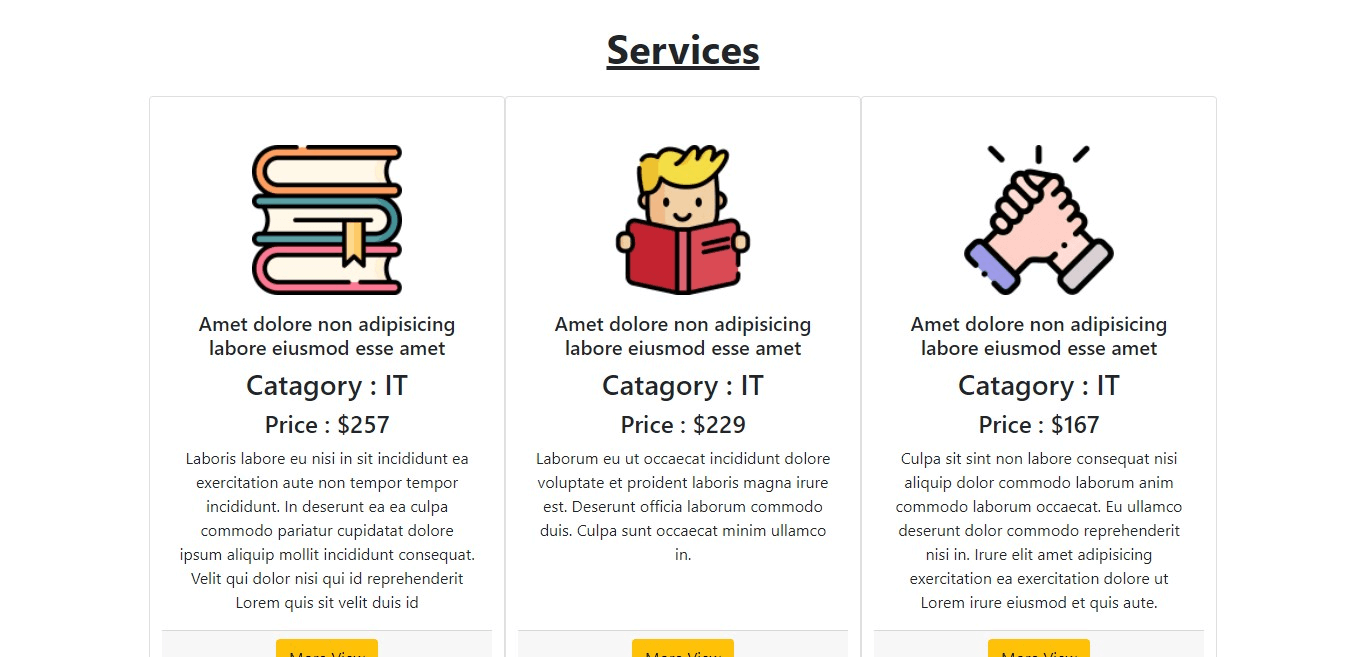 Services
Amet dolore non adipisicing
labore eiusmod esse amet
Catagory : IT
Price : $257
Laboris labore eu nisi in sit incididunt ea
exercitation aute non tempor tempor
incididunt. In deserunt ea ea culpa
commodo pariatur cupidatat dolore
ipsum aliquip mollit incididunt consequat.
Velit qui dolor nisi qui id reprehenderit
Lorem quis sit velit duis id
More View
Amet dolore non adipisicing
labore eiusmod esse amet
Catagory : IT
Price : $229
Laborum eu ut occaecat incididunt dolore
voluptate et proident laboris magna irure
est. Deserunt officia laborum commodo
duis. Culpa sunt occaecat minim ullamco
in.
More View
Amet dolore non adipisicing
labore eiusmod esse amet
Catagory : IT
Price : $167
Culpa sit sint non labore consequat nisi
aliquip dolor commodo laborum anim
commodo laborum occaecat. Eu ullamco
deserunt dolor commodo reprehenderit
nisi in. Irure elit amet adipisicing
exercitation ea exercitation dolore ut
Lorem irure eiusmod et quis aute.
More View